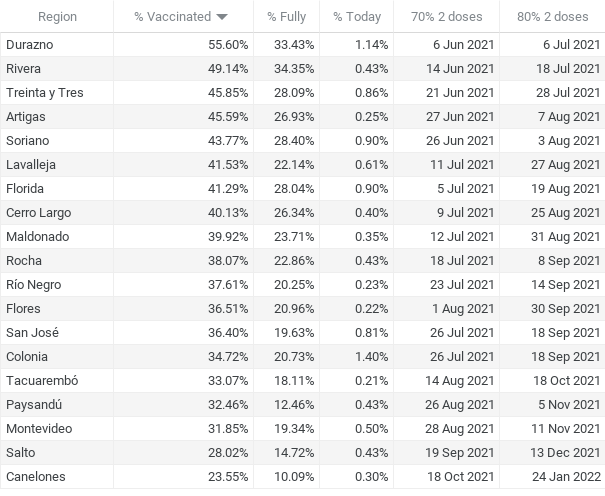 Region % Vaccinated % Fully % Today 70% 2 doses 80% 2 doses
Durazno 55.60% 33.43% 1.14% 6 Jun 2021 6 Jul 2021
Rivera 49.14% 34.35% 0.43% 14 Jun 2021 18 Jul 2021
Treinta y Tres 45.85% 28.09% 0.86% 21 Jun 2021 28 Jul 2021
Artigas 45.59% 26.93% 0.25% 27 Jun 2021 7 Aug 2021
Soriano 43.77% 28.40% 0.90% 26 Jun 2021 3 Aug 2021
Lavalleja 41.53% 22.14% 0.61% 11 Jul 2021 27 Aug 2021
Florida 41.29% 28.04% 0.90% 5 Jul 2021 19 Aug 2021
Cerro Largo 40.13% 26.34% 0.40% 9 Jul 2021 25 Aug 2021
Maldonado 39.92% 23.71% 0.35% 12 Jul 2021 31 Aug 2021
Rocha 38.07% 22.86% 0.43% 18 Jul 2021 8 Sep 2021
Río Negro 37.61% 20.25% 0.23% 23 Jul 2021 14 Sep 2021
Flores 36.51% 20.96% 0.22% 1 Aug 2021 30 Sep 2021
San José 36.40% 19.63% 0.81% 26 Jul 2021 18 Sep 2021
Colonia 34.72% 20.73% 1.40% 26 Jul 2021 18 Sep 2021
Tacuarembó 33.07% 18.11% 0.21% 14 Aug 2021 18 Oct 2021
Paysandú 32.46% 12.46% 0.43% 26 Aug 2021 5 Nov 2021
Montevideo 31.85% 19.34% 0.50% 28 Aug 2021 11 Nov 2021
Salto 28.02% 14.72% 0.43% 19 Sep 2021 13 Dec 2021
Canelones 23.55% 10.09% 0.30% 18 Oct 2021 24 Jan 2022